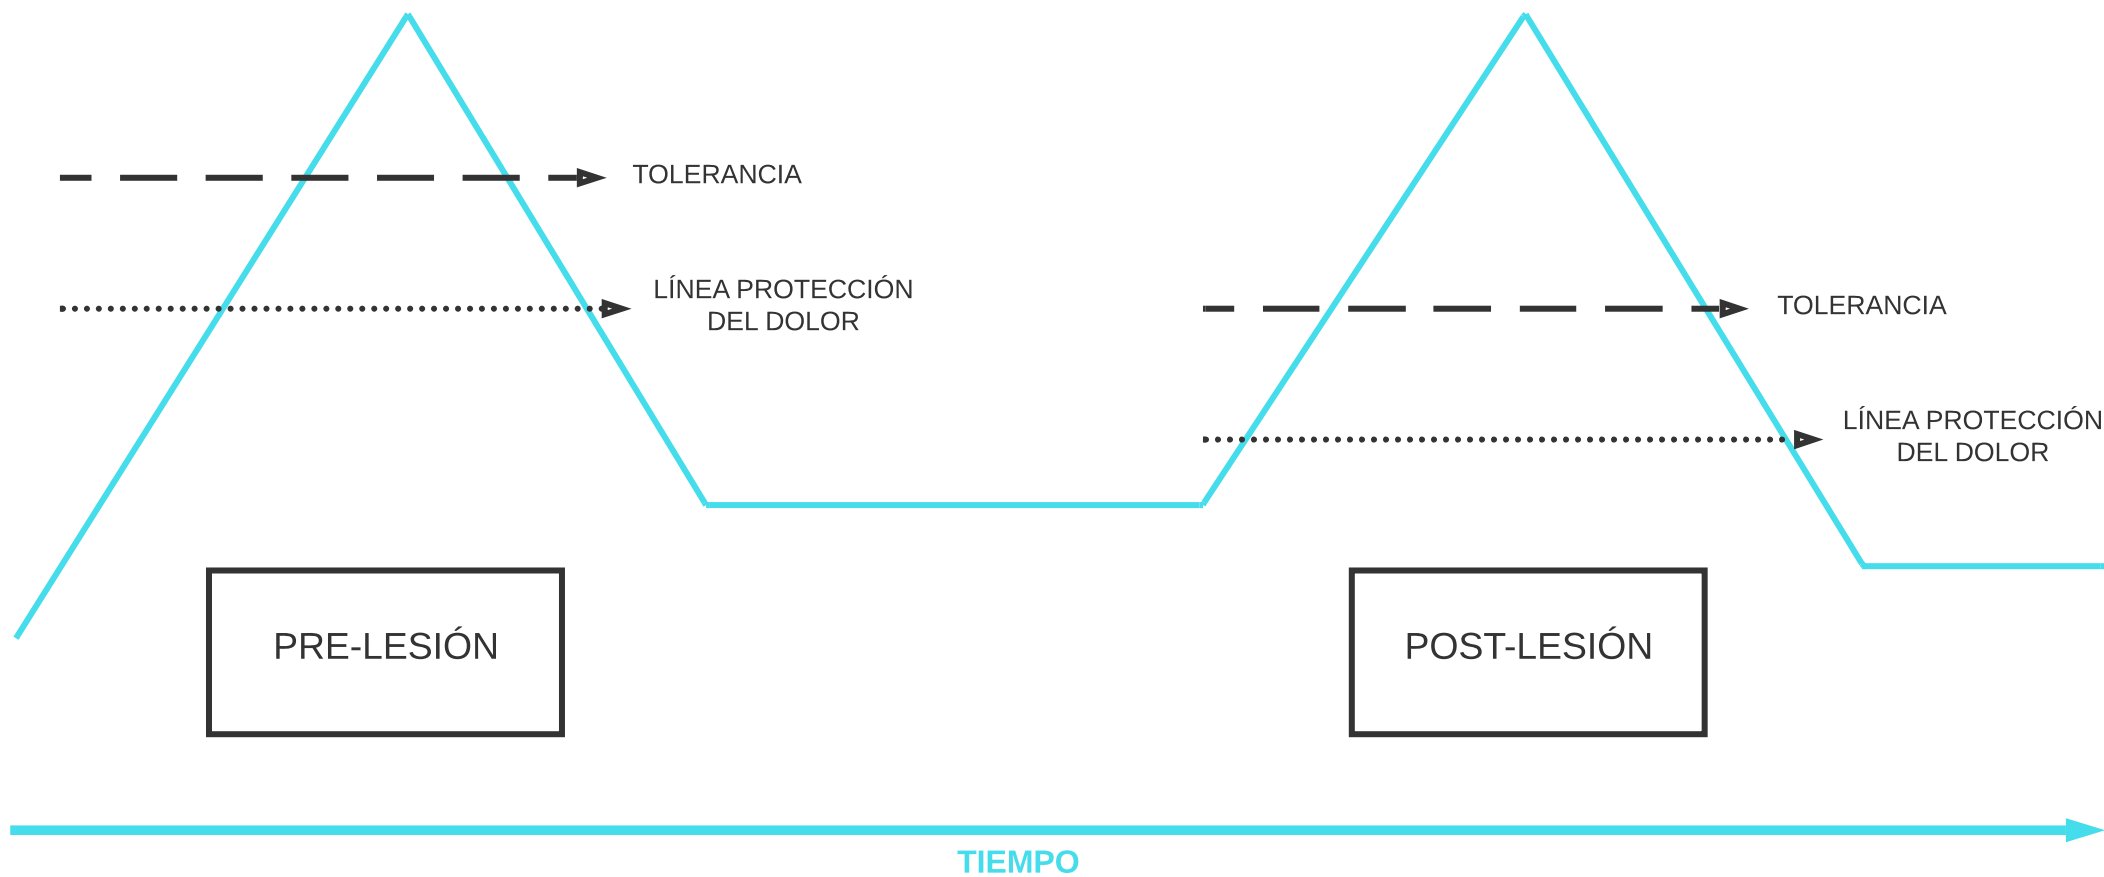 TOLERANCIA
LÍNEA PROTECCIÓN
DEL DOLOR
TOLERANCIA
LÍNEA PROTECCIÓN
DEL DOLOR
PRE-LESIÓN
POST-LESIÓN
TIEMPO